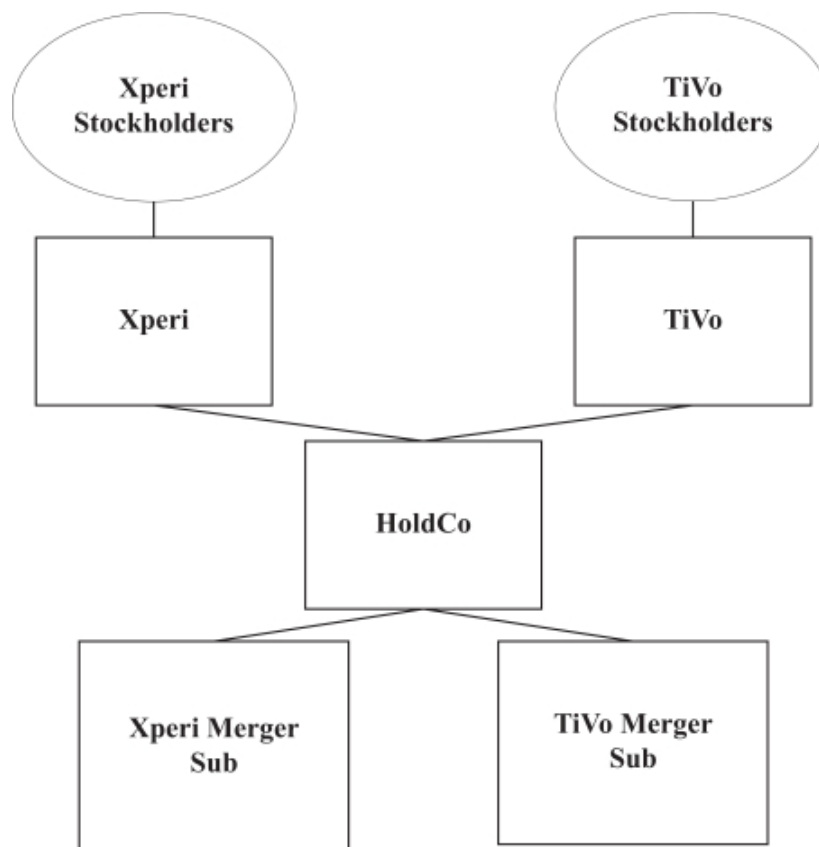 Xperi
Stockholders
TiVo
Stockholders
Xperi
TiVo
HoldCo
Xperi Merger
Sub
TiVo Merger
Sub